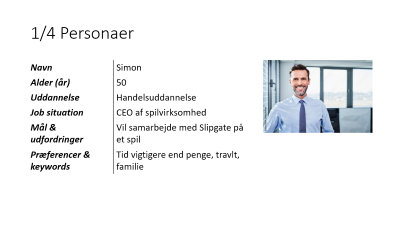 1/4 Personaer
Navn Simon
Alder (år) 50
Uddannelse Handelsuddannelse
Job situation CEO af spilvirksomhed
Mål & Vil samarbejde med Slipgate på
udfordringer et spil
Præferencer & Tid vigtigere end penge, travlt,
keywords familie